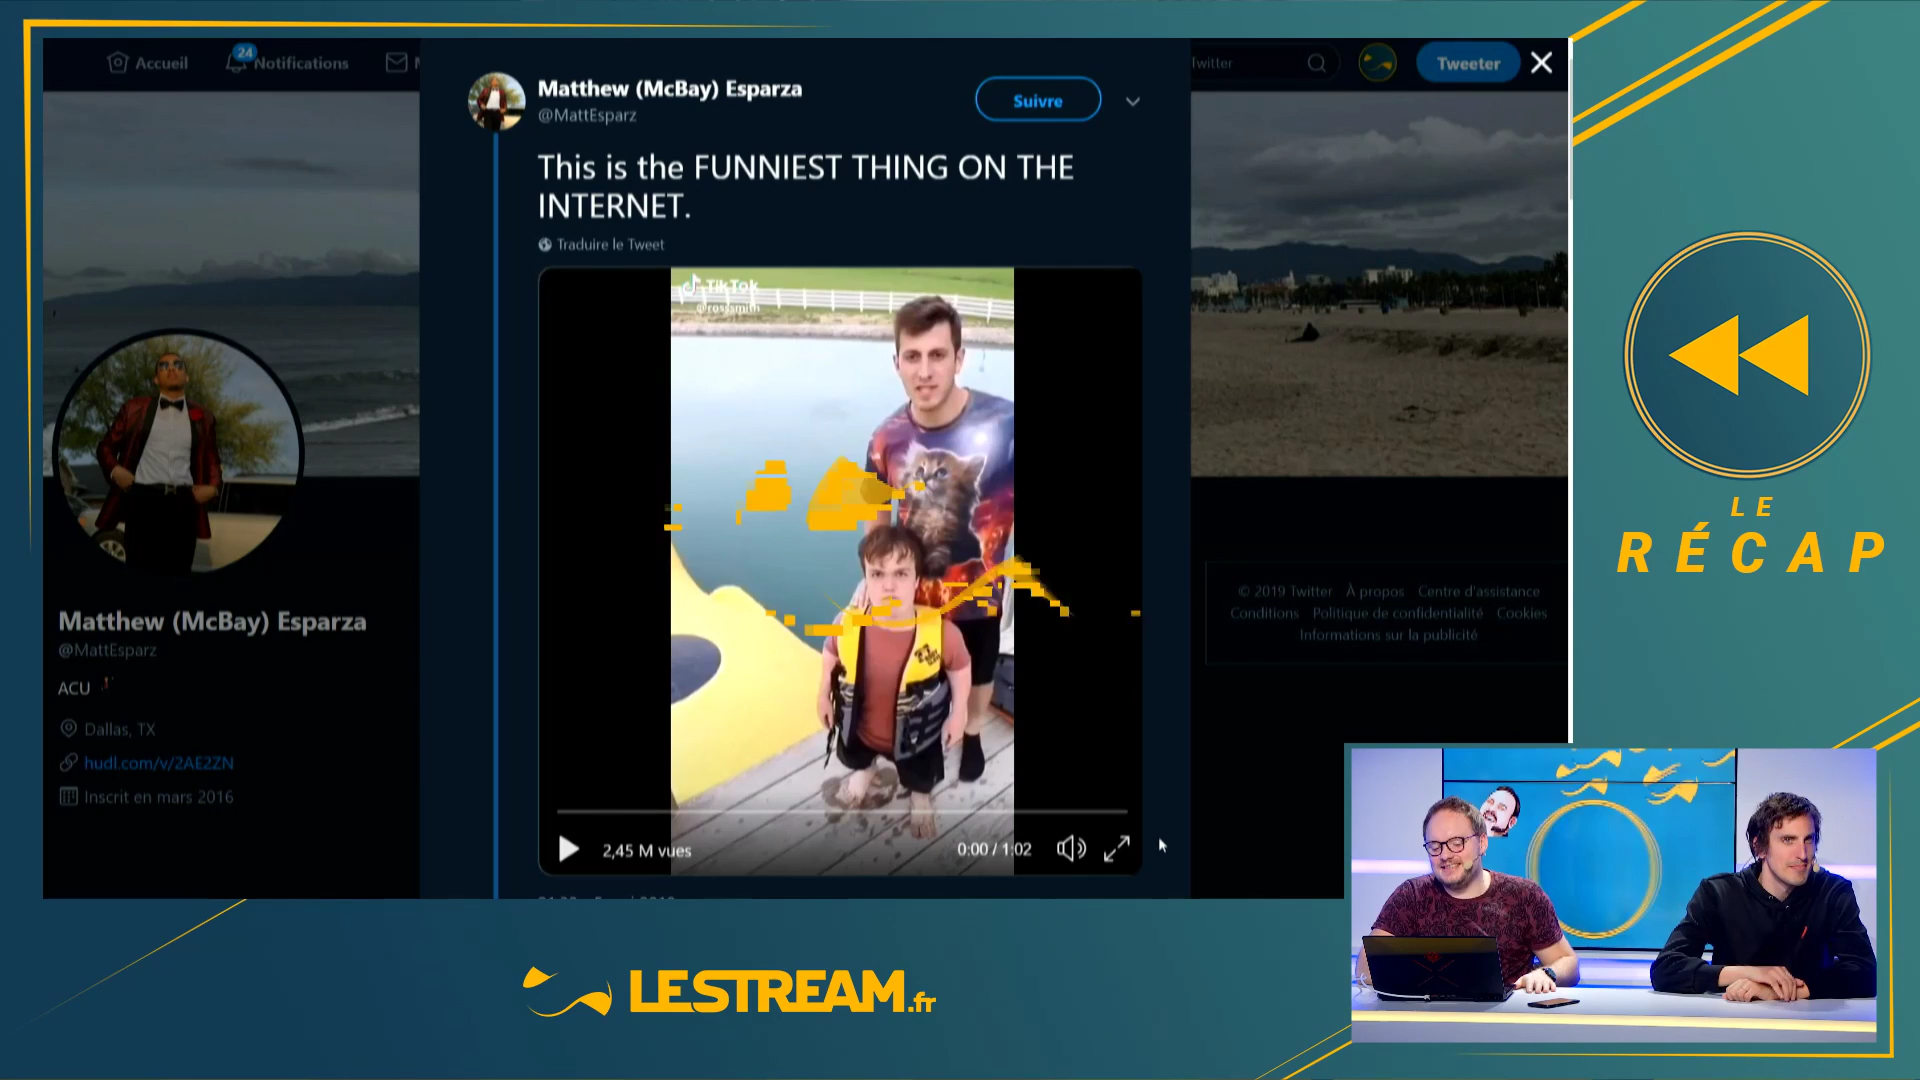 Accueil
24
Notifications
Twitter
Tweeter
Matthew (McBay) Esparza
@MattEsparz
Suivre
This is the FUNNIEST THING ON THE
INTERNET.
Traduire le Tweet
TikTok
@rosssmith
2,45 M vues
0:00 / 1:02
Matthew (McBay) Esparza
@MattEsparz
ACU
Dallas, TX
hudl.com/v/2AE2ZN
Inscrit en mars 2016
© 2019 Twitter À propos Centre d'assistance
Conditions Politique de confidentialité Cookies
Informations sur la publicité
LE
RÉCAP
LESTREAM.fr